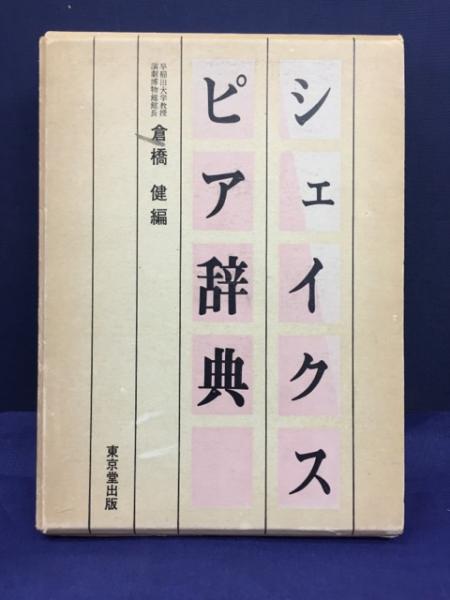 シェイクス
ピア辞典
早稲田大学教授
演劇博物館館長
倉橋健編
東京堂出版